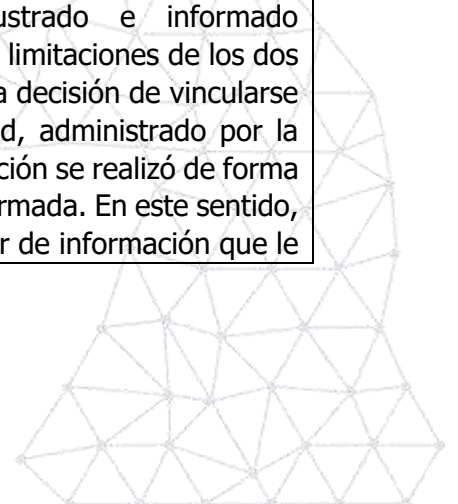 ustrado e informado
limitaciones de los dos
a decisión de vincularse
d, administrado por la
ción se realizó de forma
rmada. En este sentido,
r de información que le